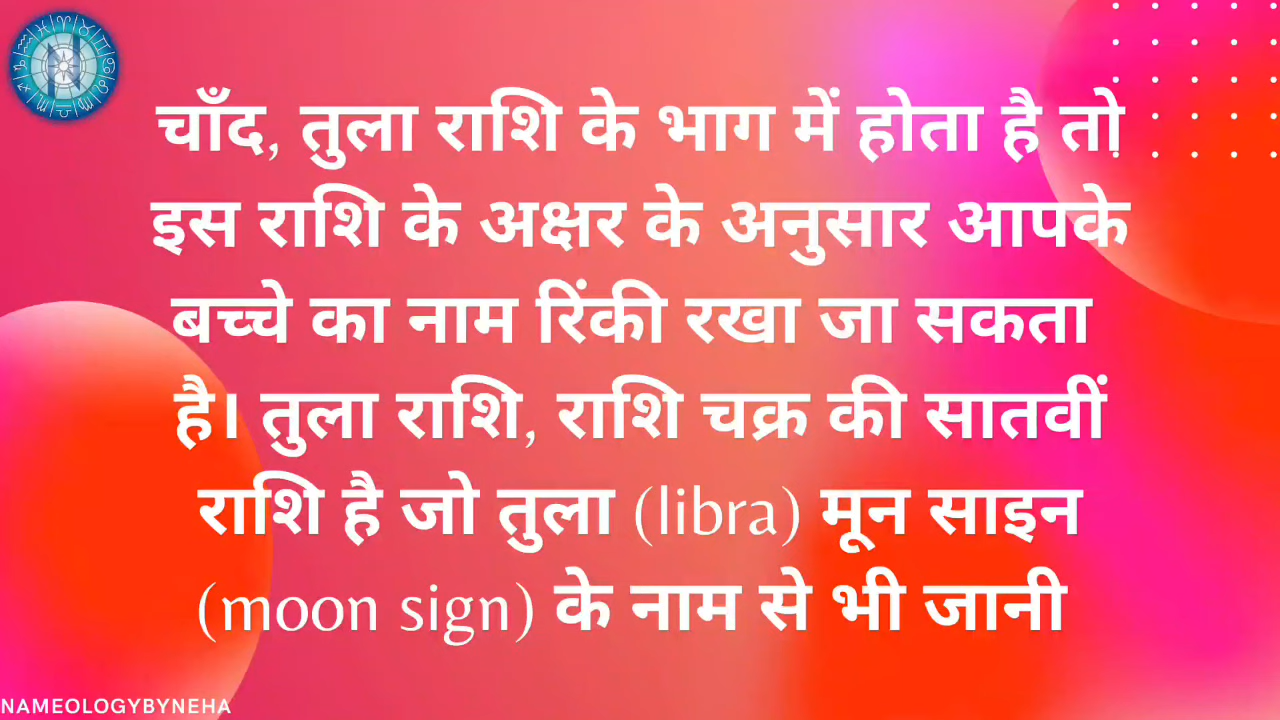 चाँद, तुला राशि के भाग में होता है तो
इस राशि के अक्षर के अनुसार आपके
बच्चे का नाम रिंकी रखा जा सकता
है। तुला राशि, राशि चक्र की सातवीं
राशि है जो तुला (libra) मून साइन
(moon sign) के नाम से भी जानी
NAMEOLOGYBYNEHA